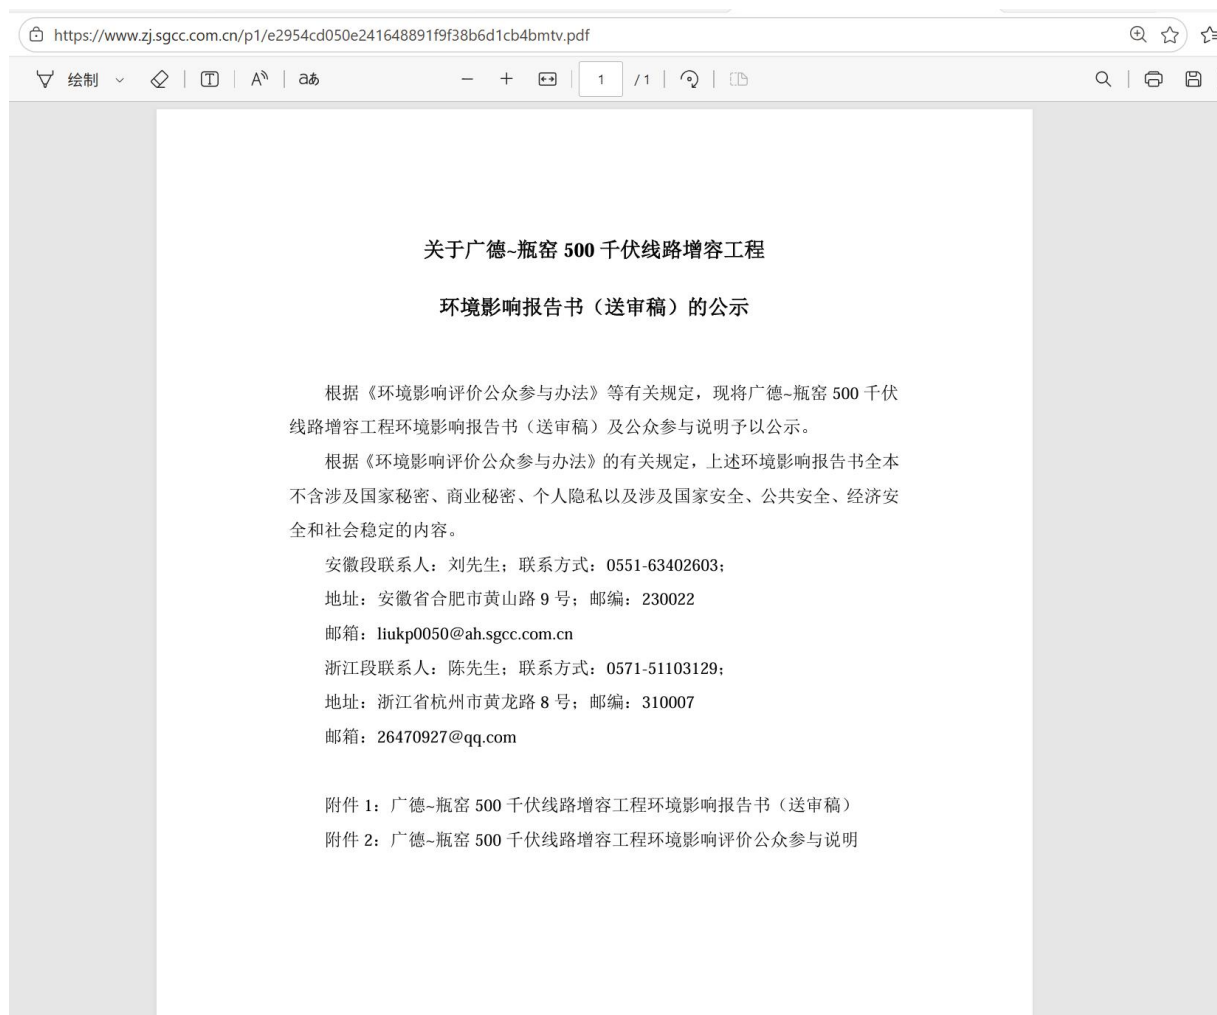 https://www.zj.sgcc.com.cn/p1/e2954cd050e241648891f9f38b6d1cb4bmtv.pdf
绘制 aあ 1 / 1
关于广德~瓶窑 500 千伏线路增容工程
环境影响报告书（送审稿）的公示
根据《环境影响评价公众参与办法》等有关规定，现将广德~瓶窑 500 千伏
线路增容工程环境影响报告书（送审稿）及公众参与说明予以公示。
根据《环境影响评价公众参与办法》的有关规定，上述环境影响报告书全本
不含涉及国家秘密、商业秘密、个人隐私以及涉及国家安全、公共安全、经济安
全和社会稳定的内容。
安徽段联系人：刘先生；联系方式：0551-63402603；
地址：安徽省合肥市黄山路 9 号；邮编：230022
邮箱：liukp0050@ah.sgcc.com.cn
浙江段联系人：陈先生；联系方式：0571-51103129；
地址：浙江省杭州市黄龙路 8 号；邮编：310007
邮箱：26470927@qq.com
附件 1：广德~瓶窑 500 千伏线路增容工程环境影响报告书（送审稿）
附件 2：广德~瓶窑 500 千伏线路增容工程环境影响评价公众参与说明